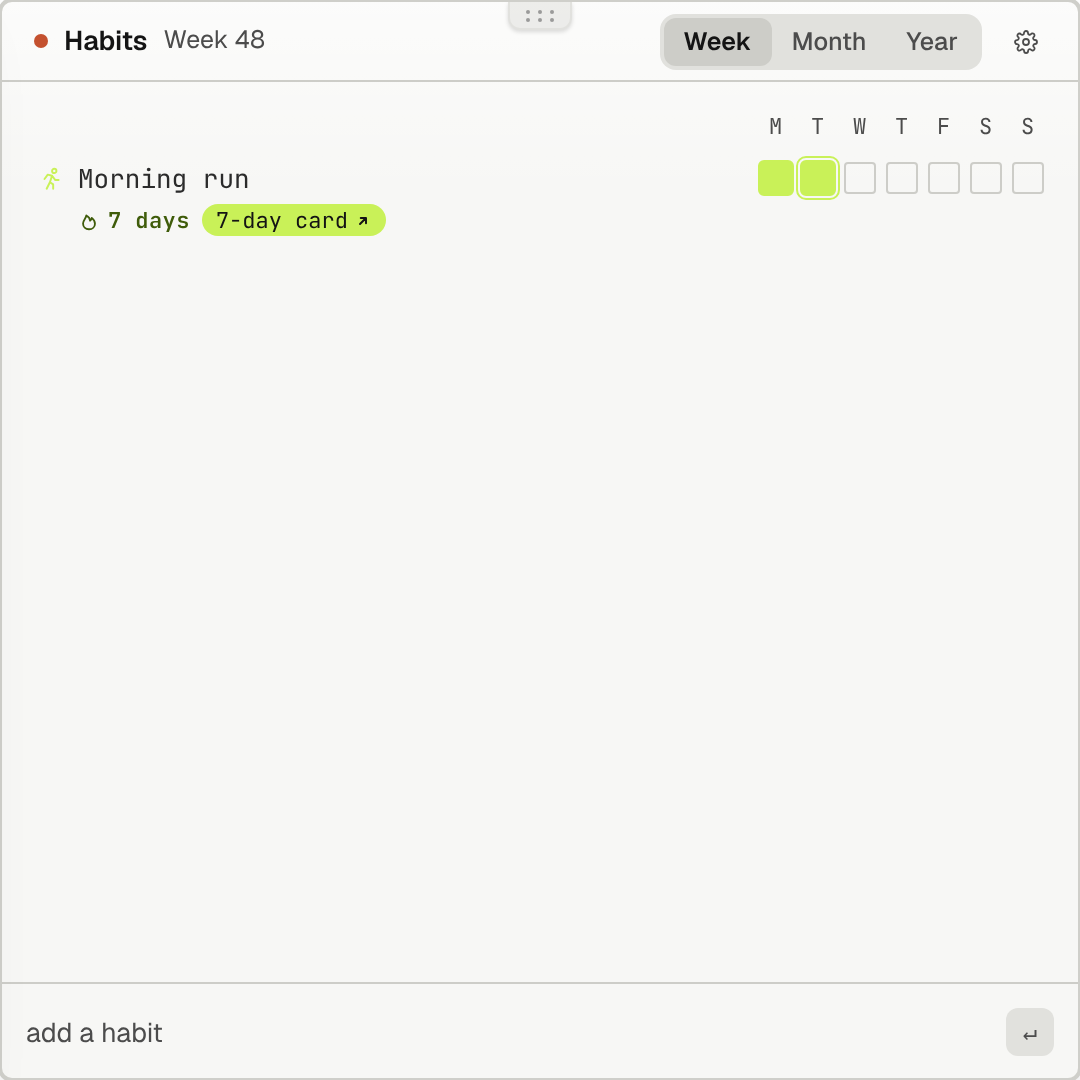 Habits Week 48 Week Month Year
M T W T F S S
Morning run
7 days 7-day card ↗
add a habit ↵